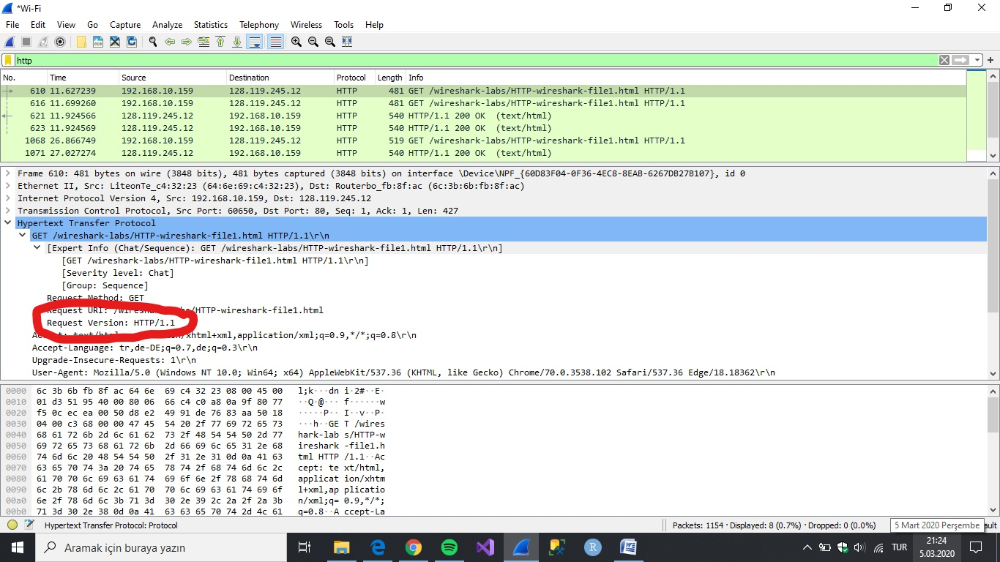 *Wi-Fi
File Edit View Go Capture Analyze Statistics Telephony Wireless Tools Help
http
No. Time Source Destination Protocol Length Info
610 11.627239 192.168.10.159 128.119.245.12 HTTP 481 GET /wireshark-labs/HTTP-wireshark-file1.html HTTP/1.1
616 11.699260 192.168.10.159 128.119.245.12 HTTP 481 GET /wireshark-labs/HTTP-wireshark-file1.html HTTP/1.1
621 11.924566 128.119.245.12 192.168.10.159 HTTP 540 HTTP/1.1 200 OK (text/html)
623 11.924569 128.119.245.12 192.168.10.159 HTTP 540 HTTP/1.1 200 OK (text/html)
1068 26.866749 192.168.10.159 128.119.245.12 HTTP 519 GET /wireshark-labs/HTTP-wireshark-file1.html HTTP/1.1
1071 27.027274 128.119.245.12 192.168.10.159 HTTP 540 HTTP/1.1 200 OK (text/html)
Frame 610: 481 bytes on wire (3848 bits), 481 bytes captured (3848 bits) on interface \Device\NPF_{60D83F04-0F36-4EC8-8EAB-6267DB27B107}, id 0
Ethernet II, Src: LiteonTe_c4:32:23 (64:6e:69:c4:32:23), Dst: Routerbo_fb:8f:ac (6c:3b:6b:fb:8f:ac)
Internet Protocol Version 4, Src: 192.168.10.159, Dst: 128.119.245.12
Transmission Control Protocol, Src Port: 60650, Dst Port: 80, Seq: 1, Ack: 1, Len: 427
Hypertext Transfer Protocol
GET /wireshark-labs/HTTP-wireshark-file1.html HTTP/1.1\r\n
[Expert Info (Chat/Sequence): GET /wireshark-labs/HTTP-wireshark-file1.html HTTP/1.1\r\n]
[GET /wireshark-labs/HTTP-wireshark-file1.html HTTP/1.1\r\n]
[Severity level: Chat]
[Group: Sequence]
Request Method: GET
Request URI: /HTTP-wireshark-file1.html
Request Version: HTTP/1.1
/xhtml+xml,application/xml;q=0.9,*/*;q=0.8\r\n
Accept-Language: tr,de-DE;q=0.7,de;q=0.3\r\n
Upgrade-Insecure-Requests: 1\r\n
User-Agent: Mozilla/5.0 (Windows NT 10.0; Win64; x64) AppleWebKit/537.36 (KHTML, like Gecko) Chrome/70.0.3538.102 Safari/537.36 Edge/18.18362\r\n
0000 6c 3b 6b fb 8f ac 64 6e 69 c4 32 23 08 00 45 00 l;k···dn i·2#··E·
0010 01 d3 51 95 40 00 80 06 66 c4 c0 a8 0a 9f 80 77 ··Q·@··· f······w
0020 f5 0c ec ea 00 50 d8 e2 49 91 de 76 83 aa 50 18 ·····P·· I··v··P·
0030 04 00 c3 68 00 00 47 45 54 20 2f 77 69 72 65 73 ···h··GE T /wires
0040 68 61 72 6b 2d 6c 61 62 73 2f 48 54 54 50 2d 77 hark-lab s/HTTP-w
0050 69 72 65 73 68 61 72 6b 2d 66 69 6c 65 31 2e 68 ireshark -file1.h
0060 74 6d 6c 20 48 54 54 50 2f 31 2e 31 0d 0a 41 63 tml HTTP /1.1··Ac
0070 63 65 70 74 3a 20 74 65 78 74 2f 68 74 6d 6c 2c cept: te xt/html,
0080 61 70 70 6c 69 63 61 74 69 6f 6e 2f 78 68 74 6d applicat ion/xhtm
0090 6c 2b 78 6d 6c 2c 61 70 70 6c 69 63 61 74 69 6f l+xml,ap plicatio
00a0 6e 2f 78 6d 6c 3b 71 3d 30 2e 39 2c 2a 2f 2a 3b n/xml;q= 0.9,*/*;
00b0 71 3d 30 2e 38 0d 0a 41 63 63 65 70 74 2d 4c 61 q=0.8··A ccept-La
Hypertext Transfer Protocol: Protocol Packets: 1154 · Displayed: 8 (0.7%) · Dropped: 0 (0.0%) ault
5 Mart 2020 Perşembe
Aramak için buraya yazın
TUR
21:24
5.03.2020